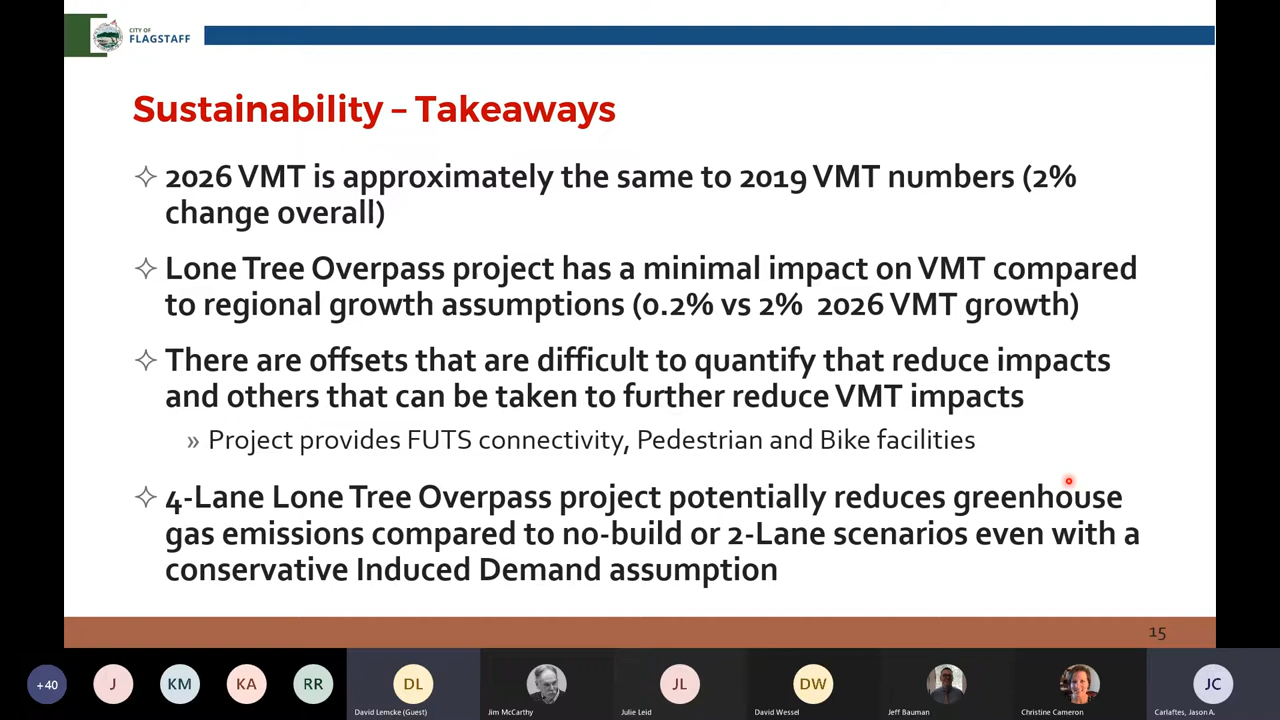 CITY OF
FLAGSTAFF
Sustainability – Takeaways
2026 VMT is approximately the same to 2019 VMT numbers (2%
change overall)
Lone Tree Overpass project has a minimal impact on VMT compared
to regional growth assumptions (0.2% vs 2% 2026 VMT growth)
There are offsets that are difficult to quantify that reduce impacts
and others that can be taken to further reduce VMT impacts
» Project provides FUTS connectivity, Pedestrian and Bike facilities
4-Lane Lone Tree Overpass project potentially reduces greenhouse
gas emissions compared to no-build or 2-Lane scenarios even with a
conservative Induced Demand assumption
15
+40 J KM KA RR DL JL DW JC
David Lemcke (Guest) Jim McCarthy Julie Leid David Wessel Jeff Bauman Christine Cameron Carlaftes, Jason A.